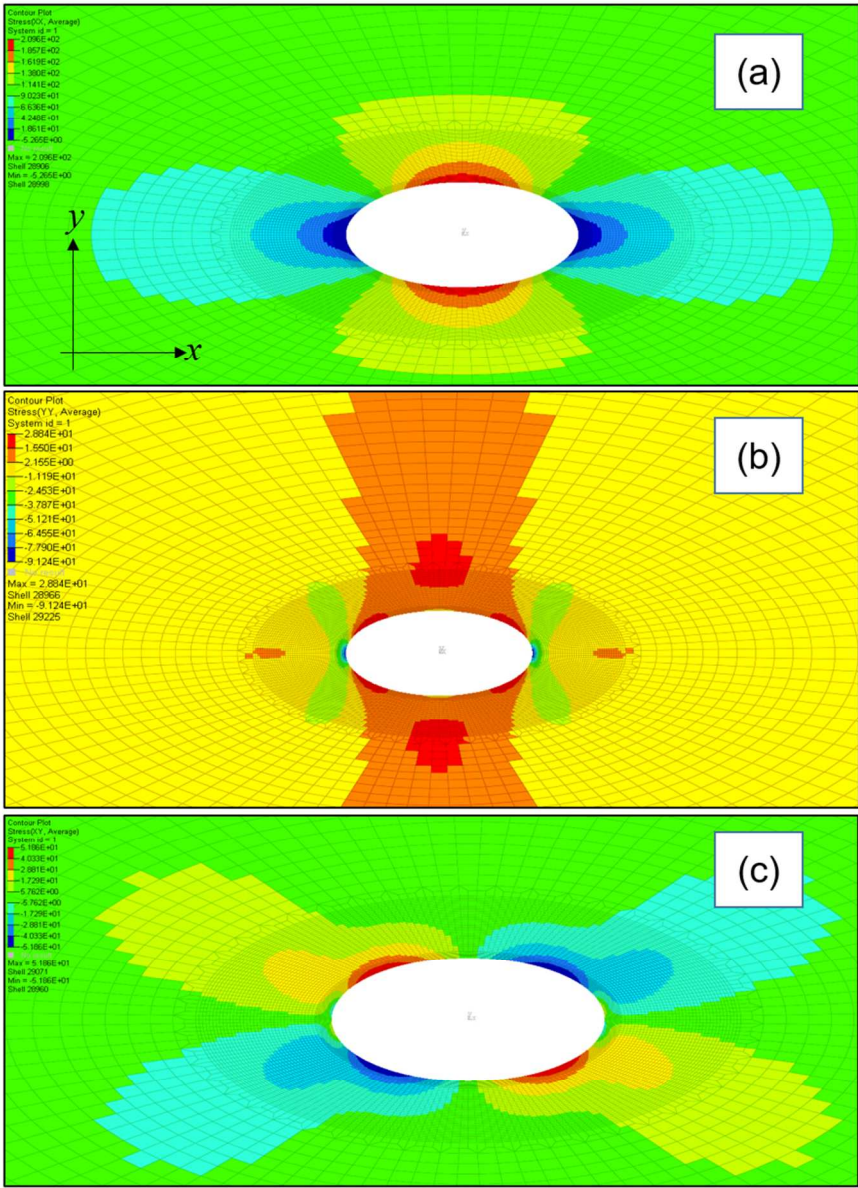 Contour Plot
Stress(XX, Average)
System id = 1
2.096E+02
1.857E+02
1.619E+02
1.380E+02
1.141E+02
9.023E+01
6.636E+01
4.248E+01
1.861E+01
-5.265E+00
Max = 2.096E+02
Shell 28906
Shell 28998
Min = -5.265E+00
(a)
y
x
Contour Plot
Stress(YY, Average)
System id = 1
2.884E+01
1.550E+01
2.155E+00
-1.119E+01
-2.453E+01
-3.787E+01
-5.121E+01
-6.455E+01
-7.790E+01
-9.124E+01
Max = 2.884E+01
Shell 28966
Min = -9.124E+01
Shell 29225
(b)
Contour Plot
Stress(XY, Average)
System id = 1
5.186E+01
4.033E+01
2.881E+01
1.729E+01
5.762E+00
-5.762E+00
-1.729E+01
-2.881E+01
-4.033E+01
-5.186E+01
Max = 5.186E+01
Shell 29071
Min = -5.186E+01
Shell 28960
(c)